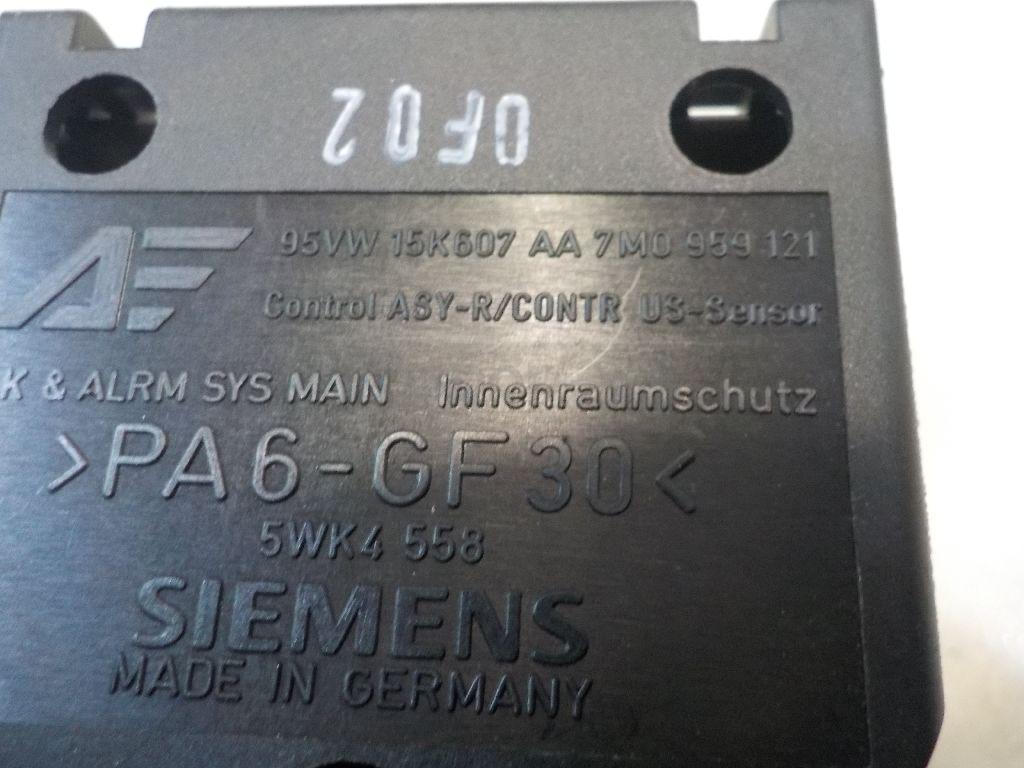 0F02
AF 95VW 15K607 AA 7M0 959 121
Control ASY-R/CONTR US-Sensor
K & ALRM SYS MAIN Innenraumschutz
>PA6-GF30<
5WK4 558
SIEMENS
MADE IN GERMANY